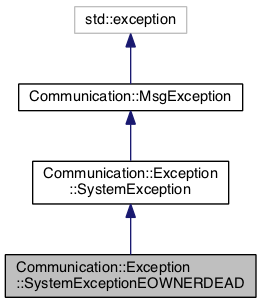 std::exception
Communication::MsgException
Communication::Exception
::SystemException
Communication::Exception
::SystemExceptionEOWNERDEAD